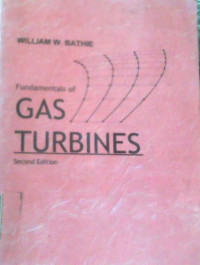 WILLIAM W. BATHIE
Fundamentals of
GAS
TURBINES
Second Edition